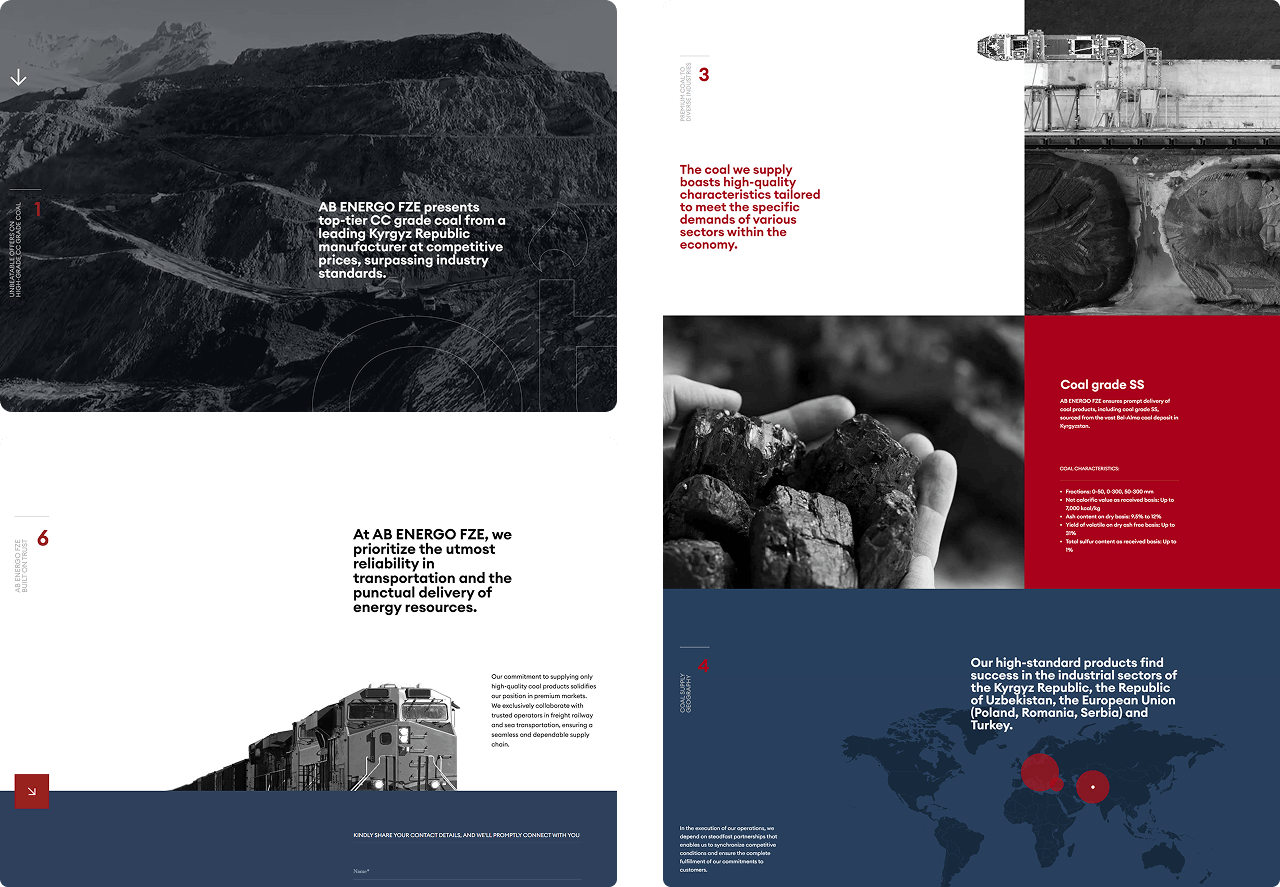 1
UNBEATABLE OFFERS ON
HIGH-GRADE CC GRADE COAL
AB ENERGO FZE presents
top-tier CC grade coal from a
leading Kyrgyz Republic
manufacturer at competitive
prices, surpassing industry
standards.
6
AB ENERGO FZE
BUILT ON TRUST
At AB ENERGO FZE, we
prioritize the utmost
reliability in
transportation and the
punctual delivery of
energy resources.
Our commitment to supplying only
high-quality coal products solidifies
our position in premium markets.
We exclusively collaborate with
trusted operators in freight railway
and sea transportation, ensuring a
seamless and dependable supply
chain.
KINDLY SHARE YOUR CONTACT DETAILS, AND WE'LL PROMPTLY CONNECT WITH YOU
Name*
3
PREMIUM COAL TO
DIVERSE INDUSTRIES
The coal we supply
boasts high-quality
characteristics tailored
to meet the specific
demands of various
sectors within the
economy.
Coal grade SS
AB ENERGO FZE ensures prompt delivery of
coal products, including coal grade SS,
sourced from the vast Bel-Alma coal deposit in
Kyrgyzstan.
COAL CHARACTERISTICS:
• Fractions: 0-50, 0-300, 50-300 mm
• Net calorific value as received basis: Up to
7,000 kcal/kg
• Ash content on dry basis: 9.5% to 12%
• Yield of volatile on dry ash free basis: Up to
31%
• Total sulfur content as received basis: Up to
1%
4
COAL SUPPLY
GEOGRAPHY
Our high-standard products find
success in the industrial sectors of
the Kyrgyz Republic, the Republic
of Uzbekistan, the European Union
(Poland, Romania, Serbia) and
Turkey.
In the execution of our operations, we
depend on steadfast partnerships that
enables us to synchronize competitive
conditions and ensure the complete
fulfillment of our commitments to
customers.